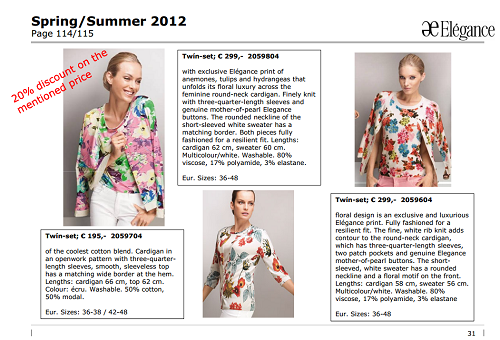 Spring/Summer 2012
Page 114/115
æ Elégance
20% discount on the
mentioned price
Twin-set; € 299,-  2059804
with exclusive Elégance print of
anemones, tulips and hydrangeas that
unfolds its floral luxury across the
feminine round-neck cardigan. Finely knit
with three-quarter-length sleeves and
genuine mother-of-pearl Elegance
buttons. The rounded neckline of the
short-sleeved white sweater has a
matching border. Both pieces fully
fashioned for a resilient fit. Lengths:
cardigan 62 cm, sweater 60 cm.
Multicolour/white. Washable. 80%
viscose, 17% polyamide, 3% elastane.
Eur. Sizes: 36-48
Twin-set; € 195,-  2059704
of the coolest cotton blend. Cardigan in
an openwork pattern with three-quarter-
length sleeves, smooth, sleeveless top
has a matching wide border at the hem.
Lengths: cardigan 66 cm, top 62 cm.
Colour: écru. Washable. 50% cotton,
50% modal.
Eur. Sizes: 36-38 / 42-48
Twin-set; € 299,-  2059604
floral design is an exclusive and luxurious
Elégance print. Fully Fashioned for a
resilient fit. The fine, white rib knit adds
contour to the round-neck cardigan,
which has three-quarter-length sleeves,
two patch pockets and genuine Elegance
mother-of-pearl buttons. The short-
sleeved, white sweater has a rounded
neckline and a floral motif on the front.
Lengths: cardigan 58 cm, sweater 56 cm.
Multicolour/white. Washable. 80%
viscose, 17% polyamide, 3% elastane
Eur. Sizes: 36-48
31